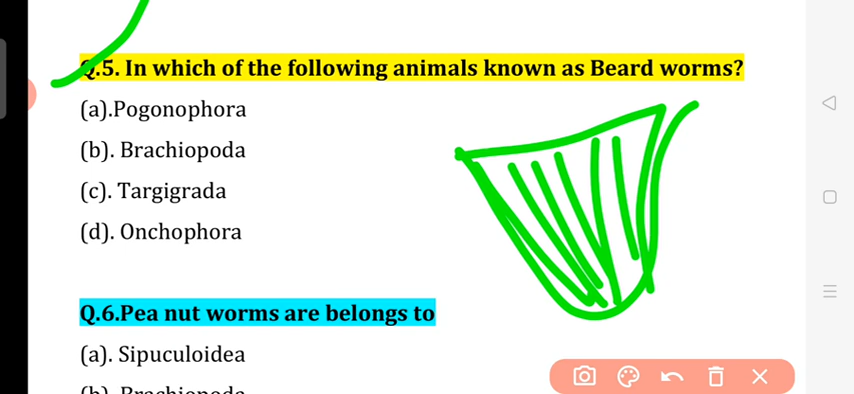 Q.5. In which of the following animals known as Beard worms?
(a).Pogonophora
(b). Brachiopoda
(c). Targigrada
(d). Onchophora
Q.6.Pea nut worms are belongs to
(a). Sipuculoidea
(b). Brachiopoda